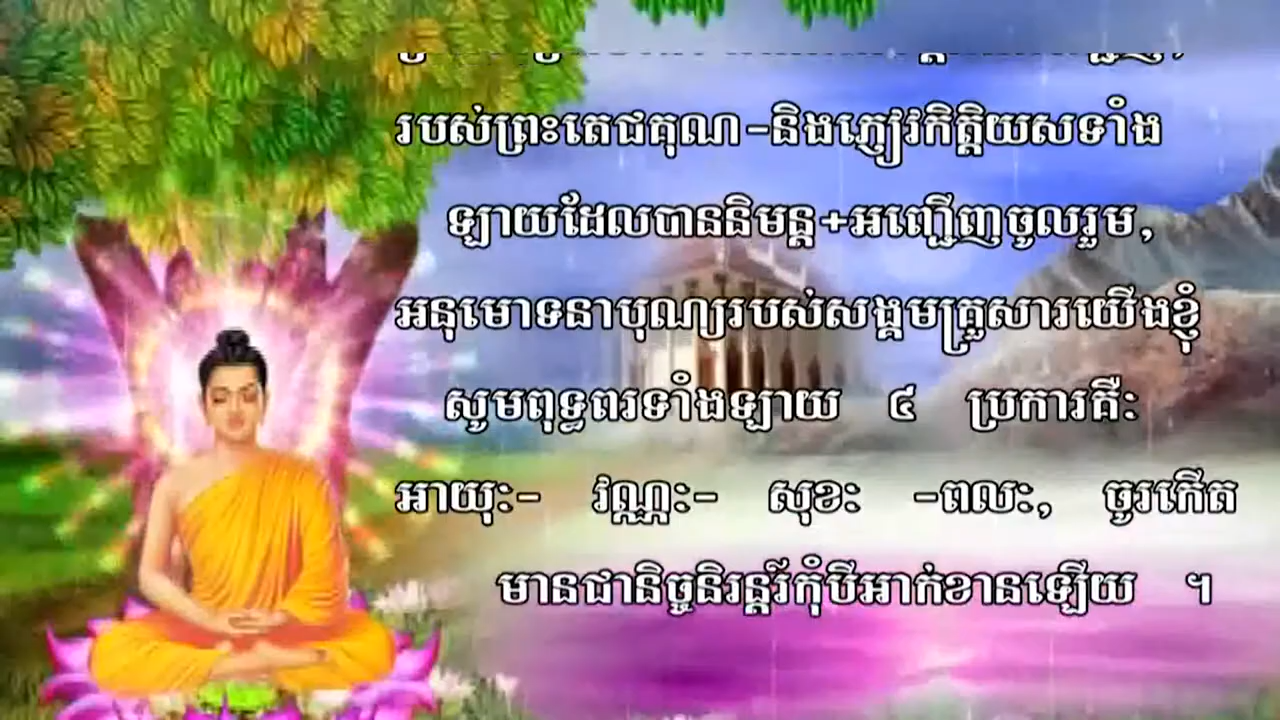 របស់ព្រះតេជគុណ-និងភ្ញៀវកិត្តិយសទាំង
ឡាយដែលបាននិមន្ត+អញ្ជើញចូលរួម,
អនុមោទនាបុណ្យរបស់សង្គមគ្រួសារយើងខ្ញុំ
សូមពុទ្ធពរទាំងឡាយ ៤ ប្រការគឺៈ
អាយុៈ- វណ្ណៈ- សុខៈ -ពលៈ, ចូរកើត
មានជានិច្ចនិរន្តរ៍កុំបីអាក់ខានឡើយ ។